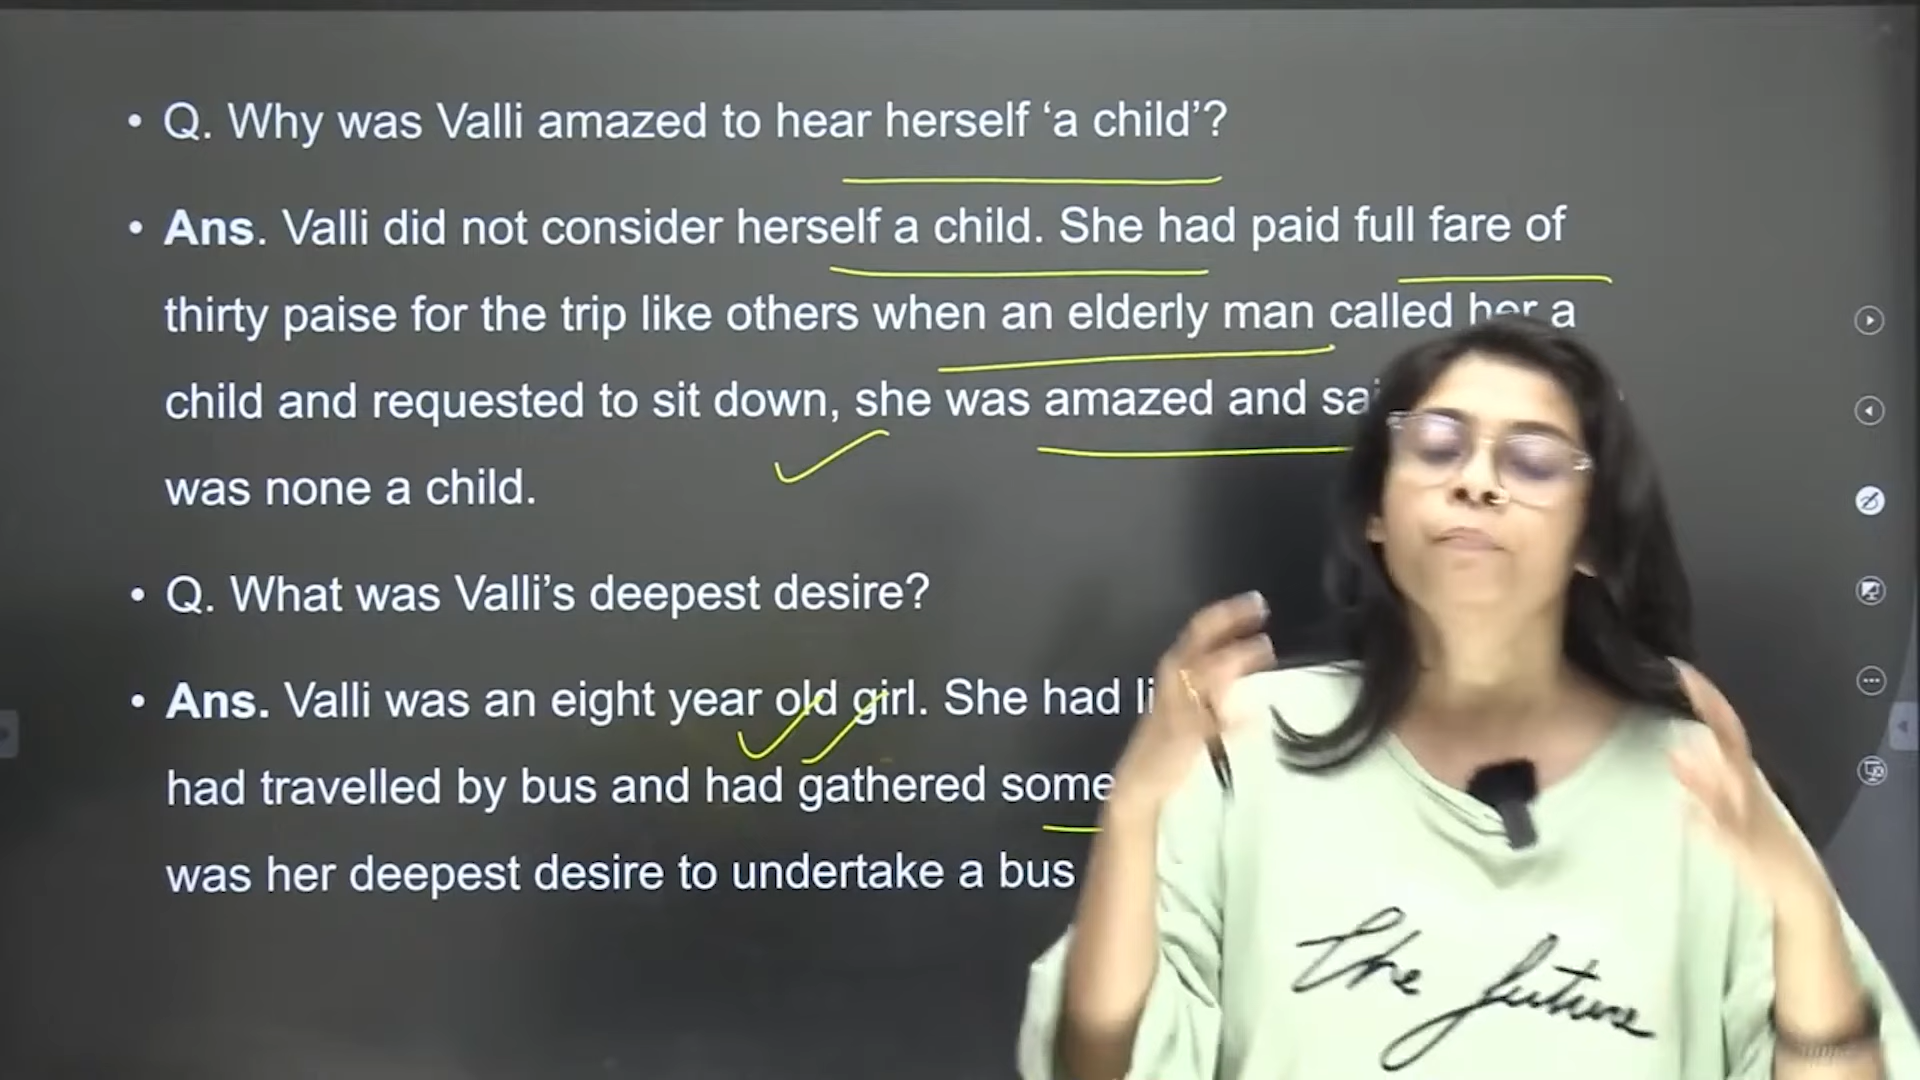 • Q. Why was Valli amazed to hear herself ‘a child’?
• Ans. Valli did not consider herself a child. She had paid full fare of
thirty paise for the trip like others when an elderly man called her a
child and requested to sit down, she was amazed and
was none a child.
• Q. What was Valli’s deepest desire?
• Ans. Valli was an eight year old girl. She had
had travelled by bus and had gathered some
was her deepest desire to undertake a bus
the future